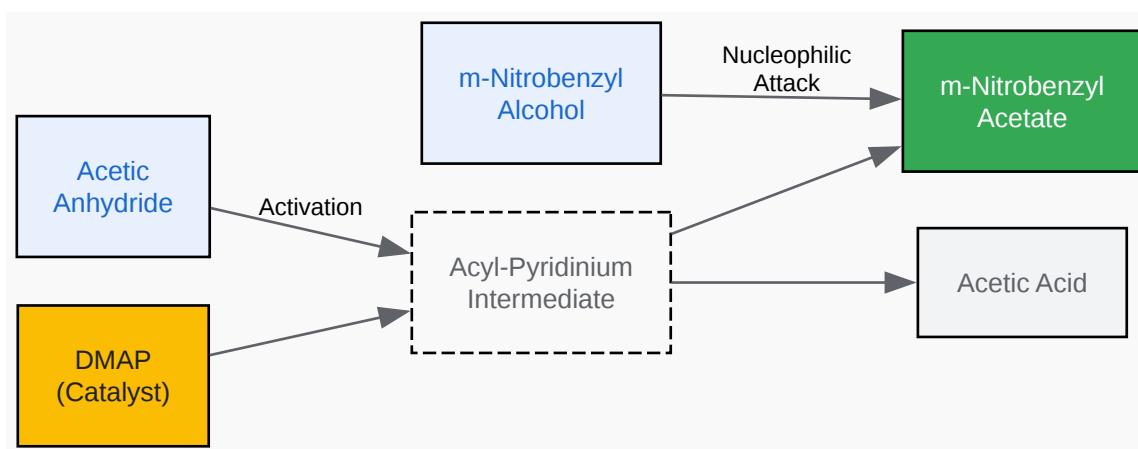 m-Nitrobenzyl
Alcohol
Nucleophilic
Attack
m-Nitrobenzyl
Acetate
Acetic
Anhydride
Activation
Acyl-Pyridinium
Intermediate
Acetic Acid
DMAP
(Catalyst)